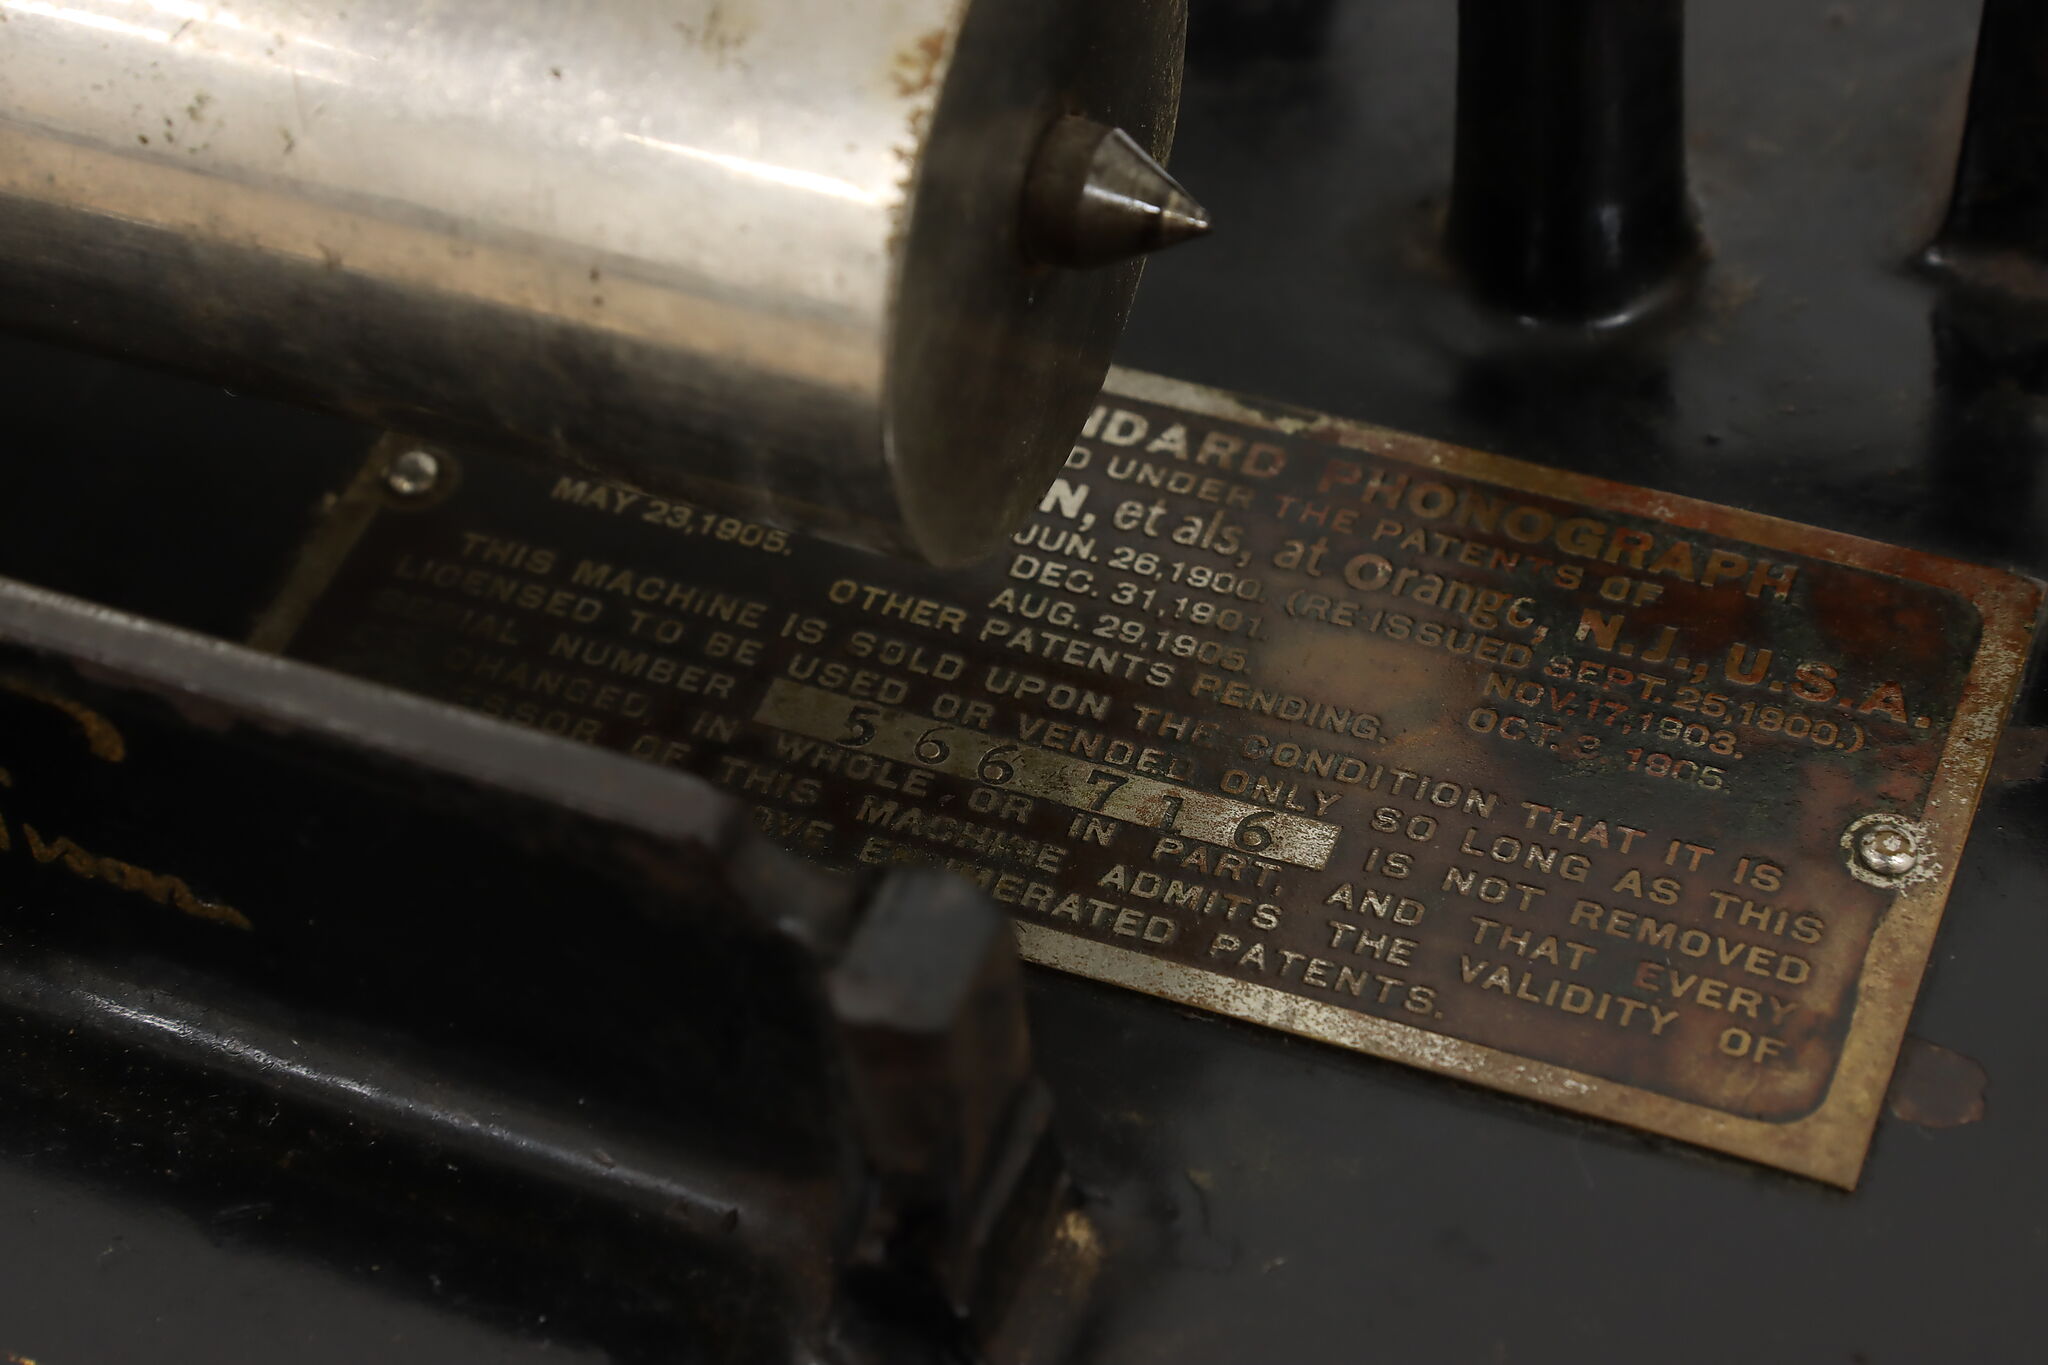 NDARD PHONOGRAPH
D UNDER THE PATENTS OF
N, et als, at Orange, N.J., U.S.A.
JUN. 26,1900. (RE-ISSUED SEPT. 25,1900.)
DEC. 31,1901. NOV. 17,1903.
MAY 23,1905. AUG. 29,1905. OCT. 3, 1905.
OTHER PATENTS PENDING.
THIS MACHINE IS SOLD UPON THE CONDITION THAT IT IS
LICENSED TO BE USED OR VENDED ONLY SO LONG AS THIS
SERIAL NUMBER 566716 IS NOT REMOVED
CHANGED, IN WHOLE OR IN PART, AND THAT EVERY
SSOR OF THIS MACHINE ADMITS THE VALIDITY OF
OVE ENUMERATED PATENTS.